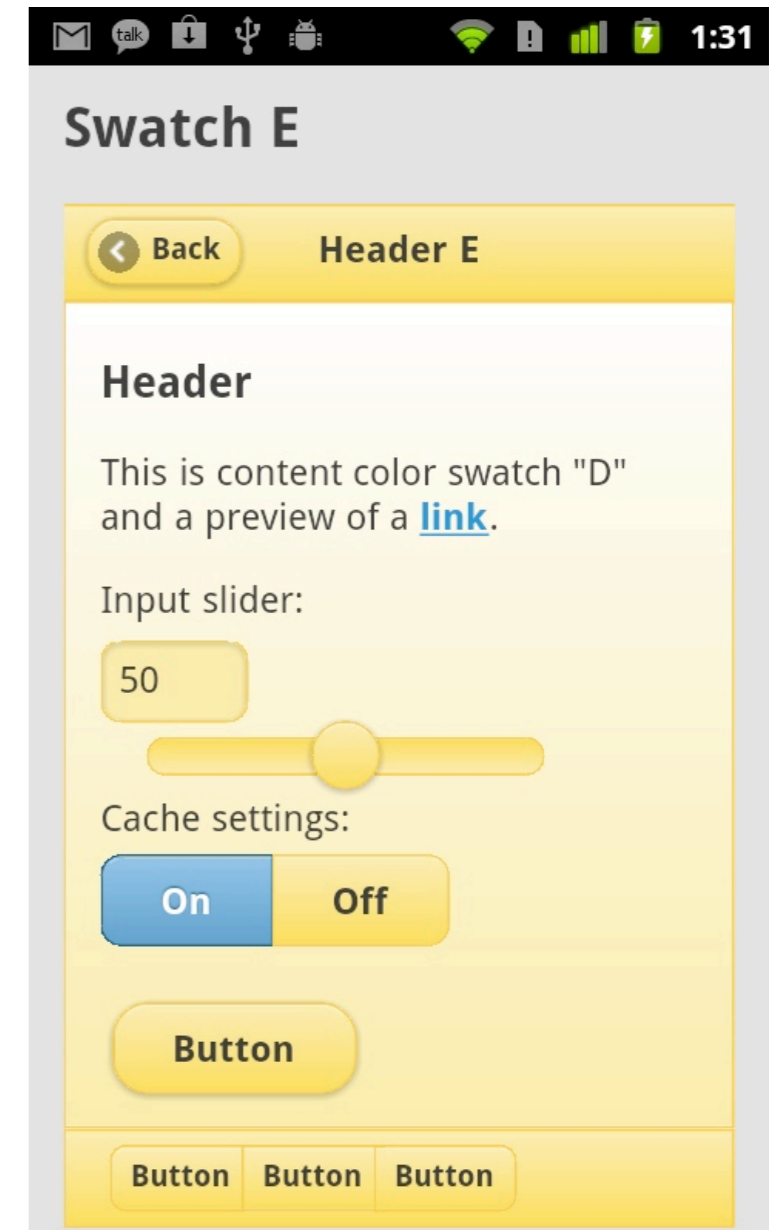 talk 1:31
Swatch E
Back Header E
Header
This is content color swatch "D"
and a preview of a link.
Input slider:
50
Cache settings:
On Off
Button
Button Button Button